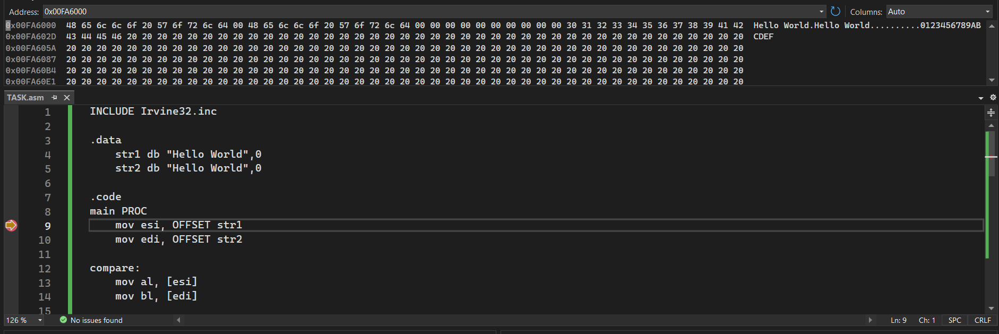 Address: 0x00FA6000 Columns: Auto
0x00FA6000 48 65 6c 6c 6f 20 57 6f 72 6c 64 00 48 65 6c 6c 6f 20 57 6f 72 6c 64 00 00 00 00 00 00 00 00 00 00 30 31 32 33 34 35 36 37 38 39 41 42 Hello World.Hello World..........0123456789AB
0x00FA602D 43 44 45 46 20 20 20 20 20 20 20 20 20 20 20 20 20 20 20 20 20 20 20 20 20 20 20 20 20 20 20 20 20 20 20 20 20 20 20 20 20 20 20 20 20 CDEF
0x00FA605A 20 20 20 20 20 20 20 20 20 20 20 20 20 20 20 20 20 20 20 20 20 20 20 20 20 20 20 20 20 20 20 20 20 20 20 20 20 20 20 20 20 20 20 20 20
0x00FA6087 20 20 20 20 20 20 20 20 20 20 20 20 20 20 20 20 20 20 20 20 20 20 20 20 20 20 20 20 20 20 20 20 20 20 20 20 20 20 20 20 20 20 20 20 20
0x00FA60B4 20 20 20 20 20 20 20 20 20 20 20 20 20 20 20 20 20 20 20 20 20 20 20 20 20 20 20 20 20 20 20 20 20 20 20 20 20 20 20 20 20 20 20 20 20
0x00FA60E1 20 20 20 20 20 20 20 20 20 20 20 20 20 20 20 20 20 20 20 20 20 20 20 20 20 20 20 20 20 20 20 20 20 20 20 20 20 20 20 20 20 20 20 20 20
TASK.asm
1 INCLUDE Irvine32.inc
2
3 .data
4 str1 db "Hello World",0
5 str2 db "Hello World",0
6
7 .code
8 main PROC
9 mov esi, OFFSET str1
10 mov edi, OFFSET str2
11
12 compare:
13 mov al, [esi]
14 mov bl, [edi]
15
126 % No issues found Ln: 9 Ch: 1 SPC CRLF